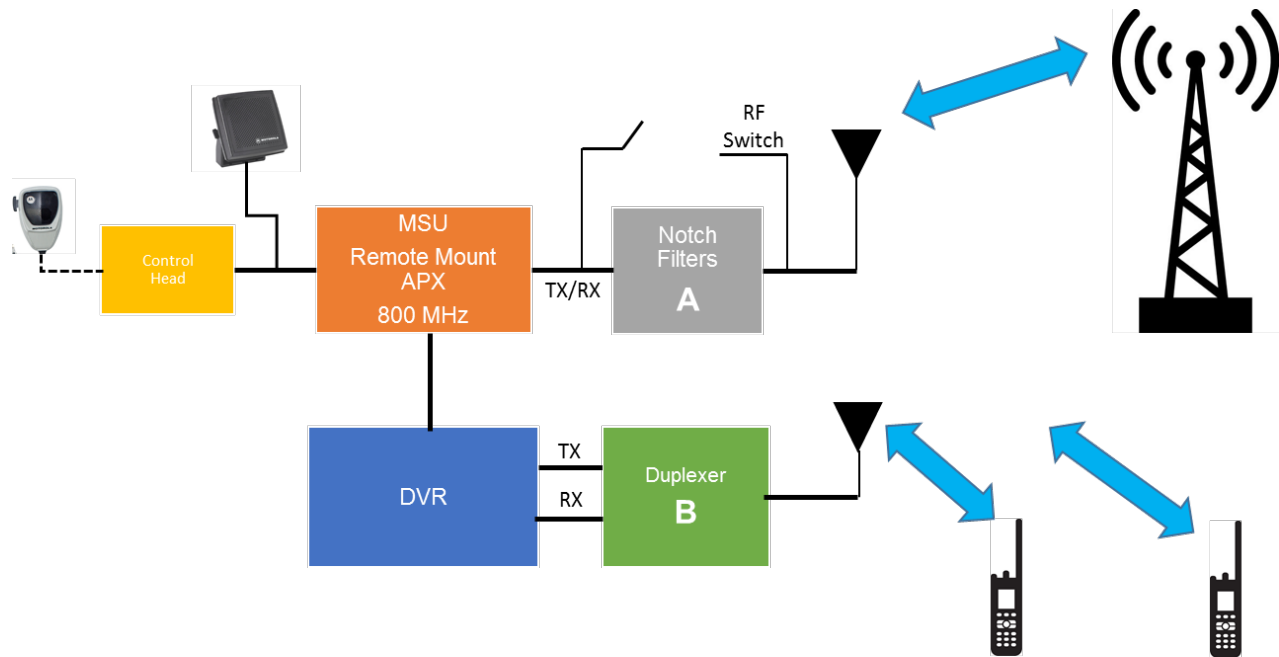 RF
Switch
MSU
Remote Mount
APX
800 MHz
Notch
Filters
A
Control
Head
TX/RX
TX
Duplexer
B
DVR
RX